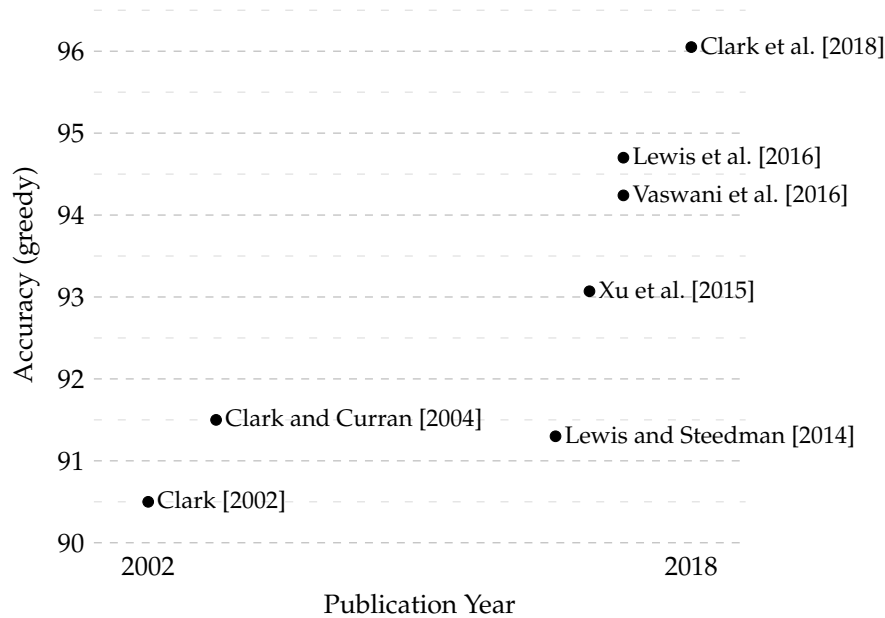 96
Clark et al. [2018]
95
Lewis et al. [2016]
Vaswani et al. [2016]
94
Accuracy (greedy)
93
Xu et al. [2015]
92
Clark and Curran [2004]
Lewis and Steedman [2014]
91
Clark [2002]
90
2002
2018
Publication Year